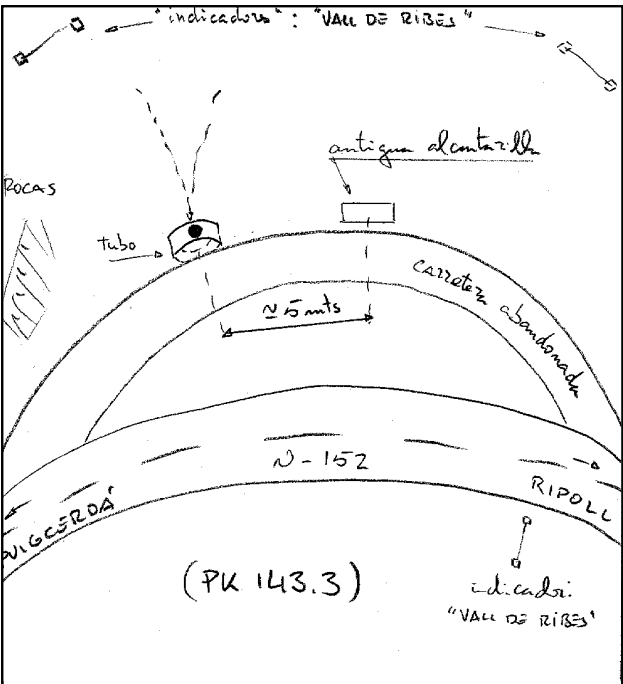 "indicadors": "VALL DE RIBES"
antigua alcantarilla
ROCAS
tubo
carretera abandonada
≃ 5 mts
N-152
PUIGCERDÁ
RIPOLL
(PK 143.3)
indicador:
"VALL DE RIBES"